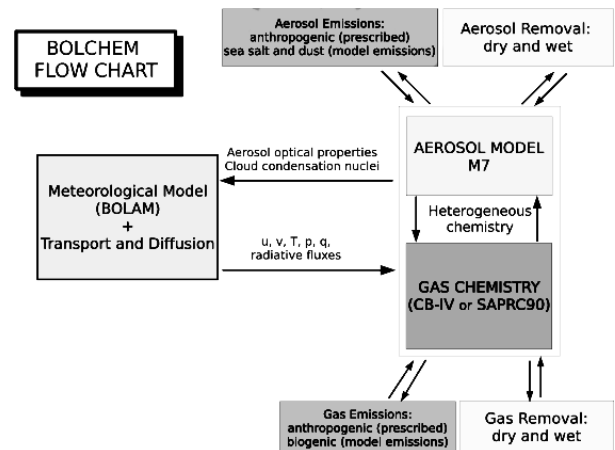 BOLCHEM
FLOW CHART
Aerosol Emissions:
anthropogenic (prescribed)
sea salt and dust (model emissions)
Aerosol Removal:
dry and wet
Aerosol optical properties
Cloud condensation nuclei
AEROSOL MODEL
M7
Meteorological Model
(BOLAM)
+
Transport and Diffusion
Heterogeneous
chemistry
u, v, T, p, q,
radiative fluxes
GAS CHEMISTRY
(CB-IV or SAPRC90)
Gas Emissions:
anthropogenic (prescribed)
biogenic (model emissions)
Gas Removal:
dry and wet